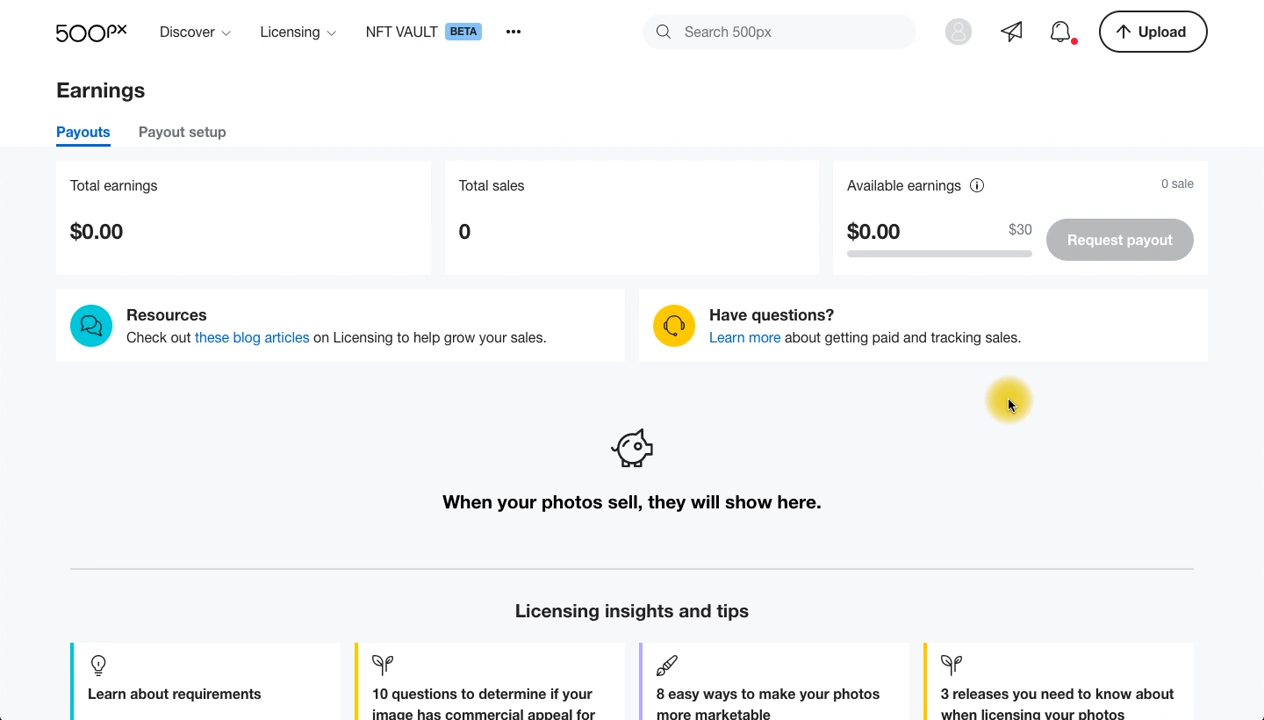 500px Discover Licensing NFT VAULT BETA ••• Search 500px Upload
Earnings
Payouts Payout setup
Total earnings Total sales Available earnings 0 sale
$0.00 0 $0.00 $30 Request payout
Resources Have questions?
Check out these blog articles on Licensing to help grow your sales. Learn more about getting paid and tracking sales.
When your photos sell, they will show here.
Licensing insights and tips
Learn about requirements 10 questions to determine if your 8 easy ways to make your photos 3 releases you need to know about
image has commercial appeal for more marketable when licensing your photos